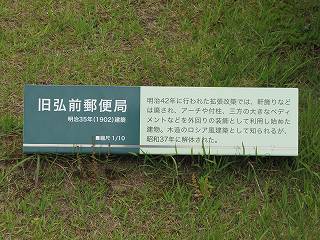 旧弘前郵便局
明治35年(1902)建築
■縮尺 1/10
明治42年に行われた拡張改築では、軒飾りなど
は廃され、アーチや付柱、三方の大きなペディ
メントなどを外回りの装飾として利用し始めた
建物。木造のロシア風建築として知られるが、
昭和37年に解体された。